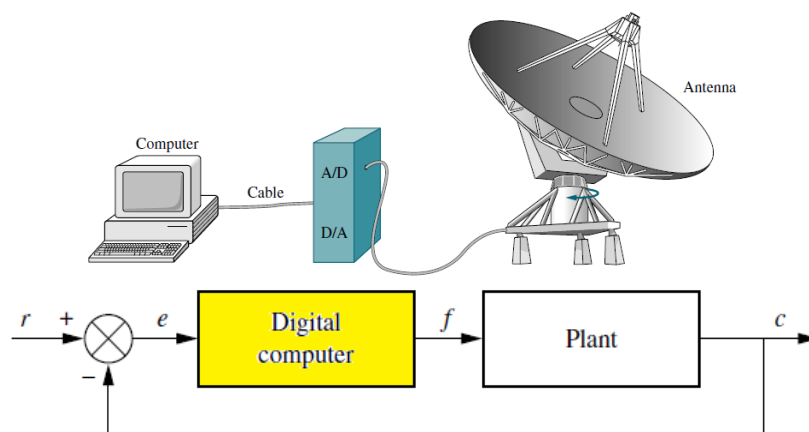 Antenna
Computer
A/D
Cable
D/A
r + e Digital computer f Plant c
−